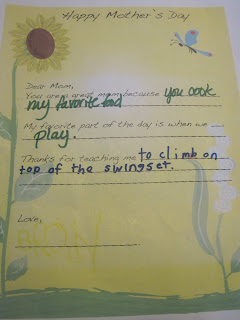 Happy Mother's Day
Dear Mom,
You are a great mom because you cook
my favorite food
My favorite part of the day is when we
play.
Thanks for teaching me to climb on
top of the swingset.
Love,